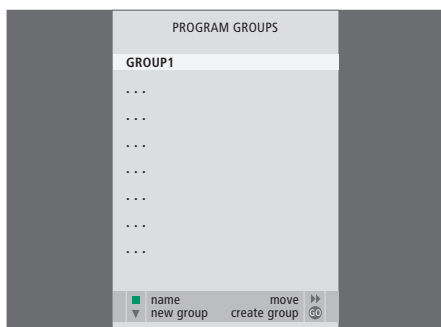 PROGRAM GROUPS
GROUP1
. . .
. . .
. . .
. . .
. . .
. . .
. . .
name move
new group create group GO